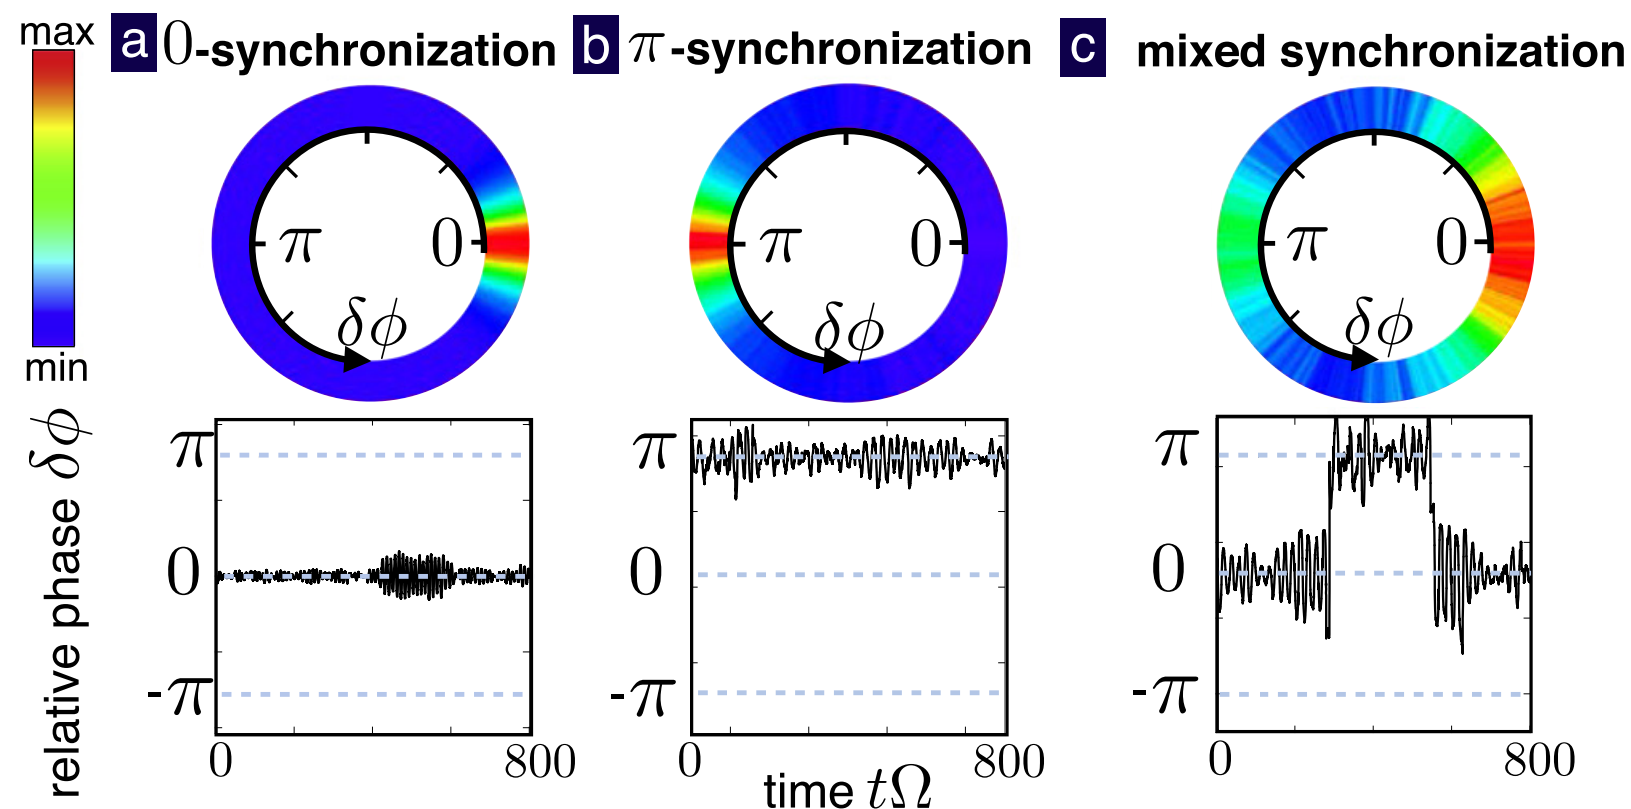 max
min
a 0-synchronization
π
0
δϕ
b π-synchronization
π
0
δϕ
c mixed synchronization
π
0
δϕ
relative phase δϕ
π
0
-π
0
800
π
0
-π
0
800
π
0
-π
0
800
time tΩ